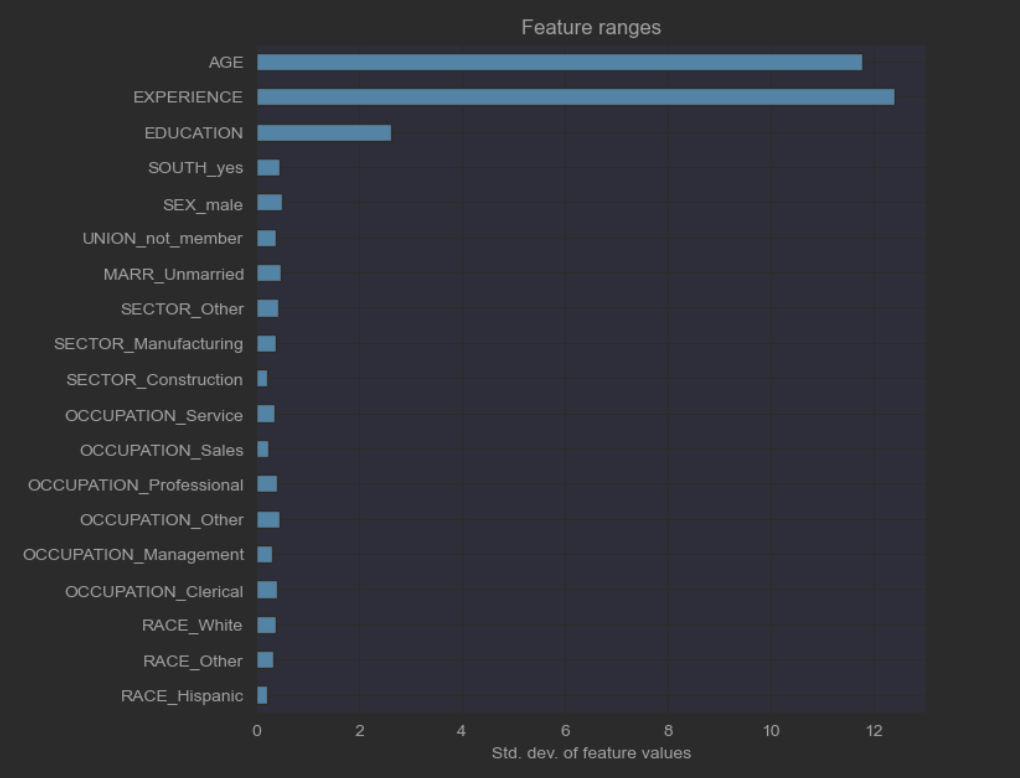 Feature ranges
AGE
EXPERIENCE
EDUCATION
SOUTH_yes
SEX_male
UNION_not_member
MARR_Unmarried
SECTOR_Other
SECTOR_Manufacturing
SECTOR_Construction
OCCUPATION_Service
OCCUPATION_Sales
OCCUPATION_Professional
OCCUPATION_Other
OCCUPATION_Management
OCCUPATION_Clerical
RACE_White
RACE_Other
RACE_Hispanic
0 2 4 6 8 10 12
Std. dev. of feature values